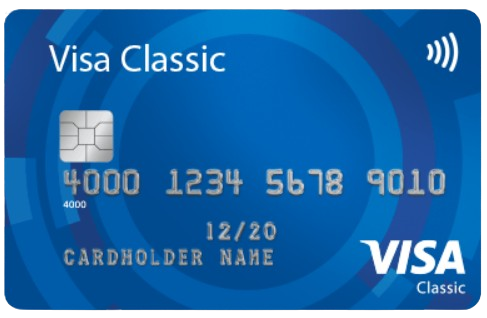 Visa Classic
4000 1234 5678 9010
4000
12/20
CARDHOLDER NAME
VISA
Classic